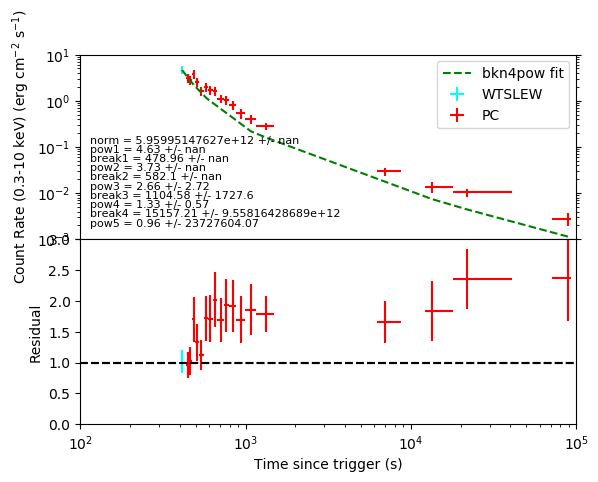 Count Rate (0.3-10 keV) (erg cm⁻² s⁻¹)
10¹
10⁰
10⁻¹
10⁻²
10⁻³
bkn4pow fit
WTSLEW
PC
norm = 5.95995147627e+12 +/- nan
pow1 = 4.63 +/- nan
break1 = 478.96 +/- nan
pow2 = 3.73 +/- nan
break2 = 582.1 +/- nan
pow3 = 2.66 +/- 2.72
break3 = 1104.58 +/- 1727.6
pow4 = 1.33 +/- 0.57
break4 = 15157.21 +/- 9.55816428689e+12
pow5 = 0.96 +/- 23727604.07
Residual
3.0
2.5
2.0
1.5
1.0
0.5
0.0
10² 10³ 10⁴ 10⁵
Time since trigger (s)